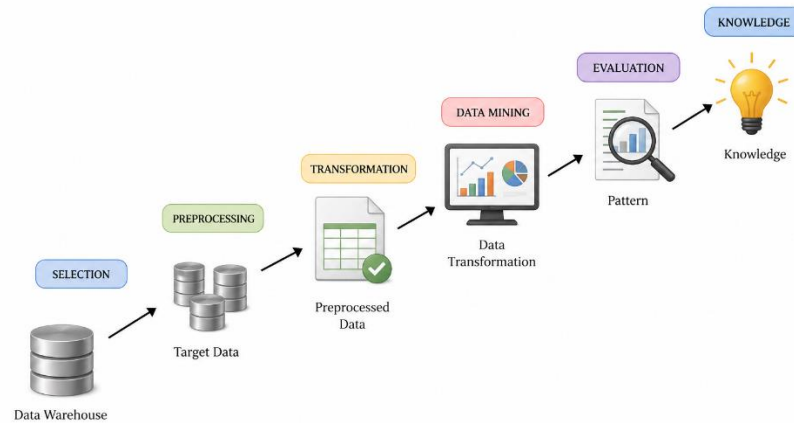 KNOWLEDGE
EVALUATION
Knowledge
DATA MINING
TRANSFORMATION
Pattern
PREPROCESSING
Data
Transformation
SELECTION
Preprocessed
Data
Target Data
Data Warehouse